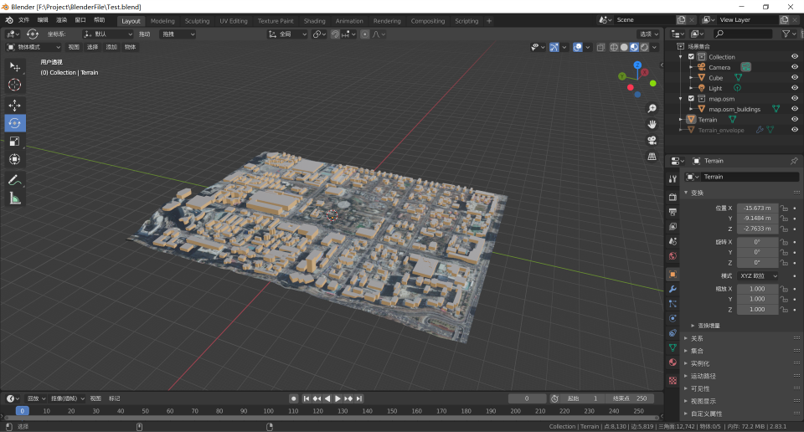 Blender [F:\Project\BlenderFile\Test.blend]
文件 编辑 渲染 窗口 帮助 Layout Modeling Sculpting UV Editing Texture Paint Shading Animation Rendering Compositing Scripting + Scene View Layer
坐标系: 默认 拖拽 全局 选项
物体模式 视图 选择 添加 物体
用户透视
(0) Collection | Terrain
X
Y
Z
场景集合
Collection
Camera
Cube
Light
map.osm
map.osm_buildings
Terrain
Terrain_envelope
Terrain
Terrain
变换
位置 X -15.673 m
Y -9.1484 m
Z -2.7633 m
旋转 X 0°
Y 0°
Z 0°
模式 XYZ 欧拉
缩放 X 1.000
Y 1.000
Z 1.000
变换增量
关系
集合
实例化
运动路径
可见性
视图显示
自定义属性
回放 抠像(插帧) 视图 标记 0 起始 1 结束点 250
0 10 20 30 40 50 60 70 80 90 100 110 120 130 140 150 160 170 180 190 200 210 220 230 240 250
选择
Collection | Terrain | 点:8,130 | 边:5,819 | 三角面:12,742 | 物体:0/5 | 内存: 72.2 MiB | 2.83.1